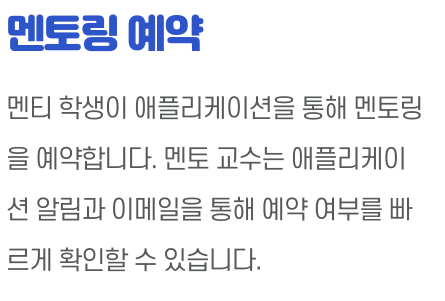 멘토링 예약
멘티 학생이 애플리케이션을 통해 멘토링
을 예약합니다. 멘토 교수는 애플리케이
션 알림과 이메일을 통해 예약 여부를 빠
르게 확인할 수 있습니다.